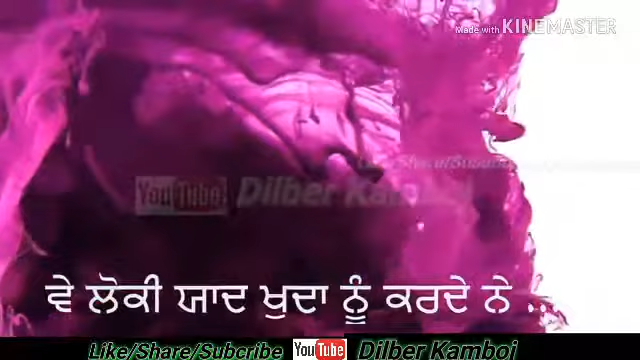 Made with KINEMASTER
YouTube Dilber Kamboj
ਵੇ ਲੋਕੀ ਯਾਦ ਖੁਦਾ ਨੂੰ ਕਰਦੇ ਨੇ ...
Like/Share/Subcribe YouTube Dilber Kamboj